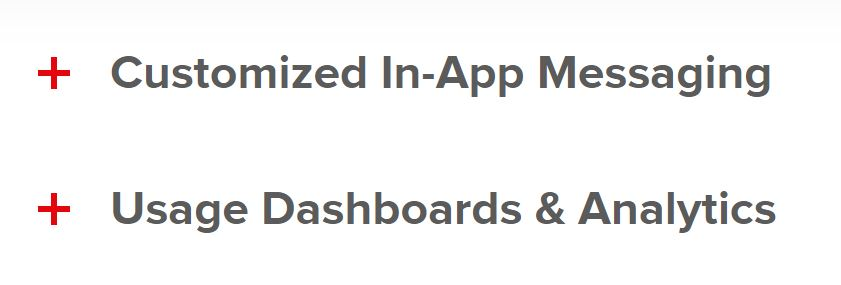 Customized In-App Messaging
Usage Dashboards & Analytics